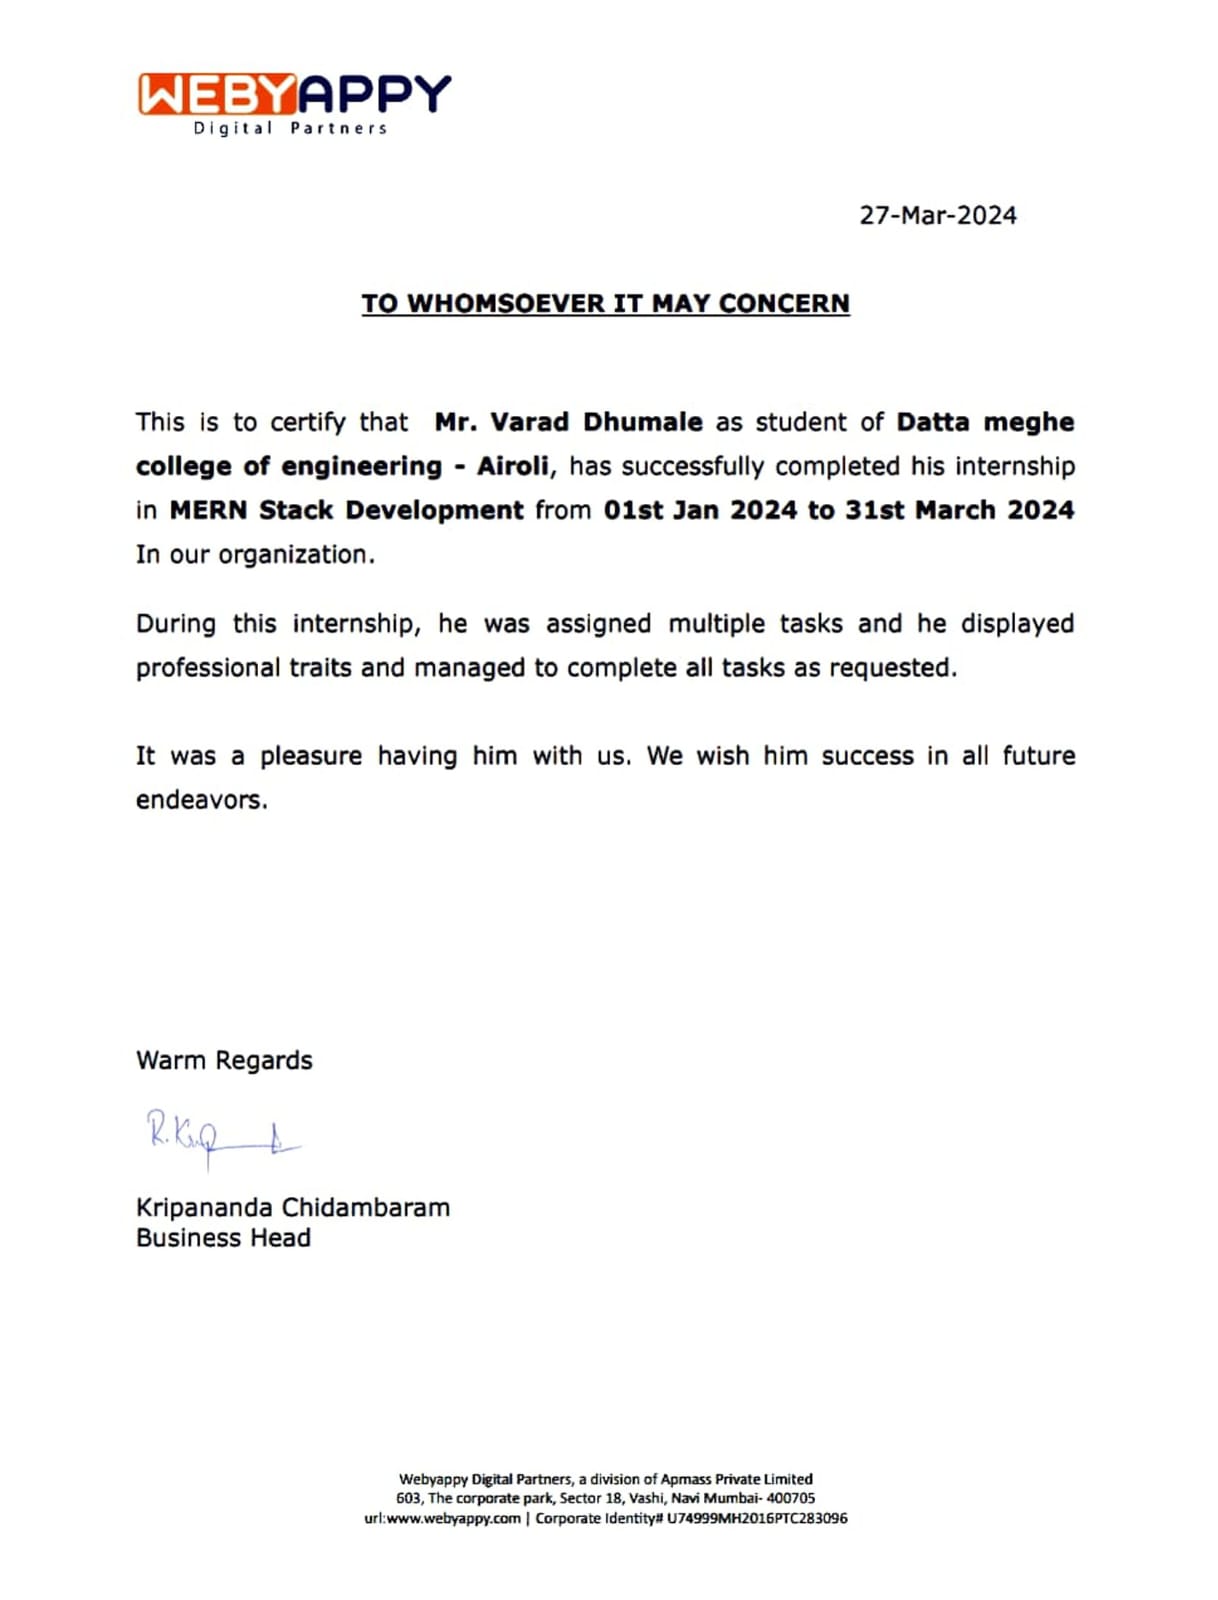 WEBYAPPY
Digital Partners
27-Mar-2024
TO WHOMSOEVER IT MAY CONCERN
This is to certify that Mr. Varad Dhumale as student of Datta meghe
college of engineering - Airoli, has successfully completed his internship
in MERN Stack Development from 01st Jan 2024 to 31st March 2024
In our organization.
During this internship, he was assigned multiple tasks and he displayed
professional traits and managed to complete all tasks as requested.
It was a pleasure having him with us. We wish him success in all future
endeavors.
Warm Regards
Kripananda Chidambaram
Business Head
Webyappy Digital Partners, a division of Apmass Private Limited
603, The corporate park, Sector 18, Vashi, Navi Mumbai- 400705
url:www.webyappy.com | Corporate Identity# U74999MH2016PTC283096